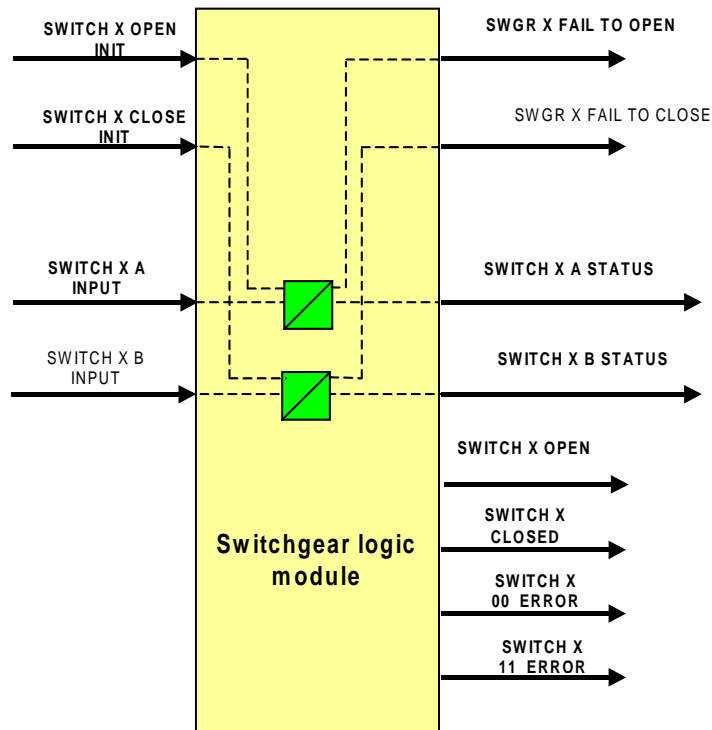 SWITCH X OPEN
INIT
SWITCH X CLOSE
INIT
SWITCH X A
INPUT
SWITCH X B
INPUT
Switchgear logic
module
SWGR X FAIL TO OPEN
SWGR X FAIL TO CLOSE
SWITCH X A STATUS
SWITCH X B STATUS
SWITCH X OPEN
SWITCH X
CLOSED
SWITCH X
00 ERROR
SWITCH X
11 ERROR